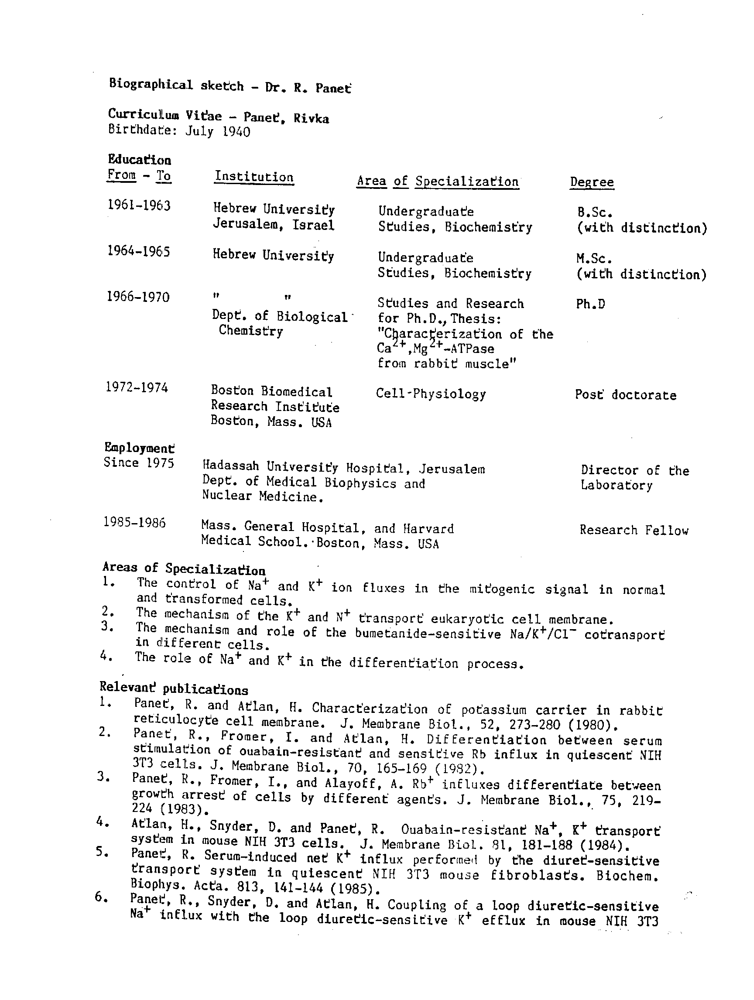 Biographical sketch - Dr. R. Panet
Curriculum Vitae - Panet, Rivka
Birthdate: July 1940
Education
From - To Institution Area of Specialization Degree
1961-1963 Hebrew University Undergraduate B.Sc.
Jerusalem, Israel Studies, Biochemistry (with distinction)
1964-1965 Hebrew University Undergraduate M.Sc.
Studies, Biochemistry (with distinction)
1966-1970 " " Studies and Research Ph.D
Dept. of Biological for Ph.D., Thesis:
Chemistry "Characterization of the
Ca2+,Mg2+-ATPase
from rabbit muscle"
1972-1974 Boston Biomedical Cell-Physiology Post doctorate
Research Institute
Boston, Mass. USA
Employment
Since 1975 Hadassah University Hospital, Jerusalem Director of the
Dept. of Medical Biophysics and Laboratory
Nuclear Medicine.
1985-1986 Mass. General Hospital, and Harvard Research Fellow
Medical School. Boston, Mass. USA
Areas of Specialization
1. The control of Na+ and K+ ion fluxes in the mitogenic signal in normal
and transformed cells.
2. The mechanism of the K+ and N+ transport eukaryotic cell membrane.
3. The mechanism and role of the bumetanide-sensitive Na/K+/Cl- cotransport
in different cells.
4. The role of Na+ and K+ in the differentiation process.
Relevant publications
1. Panet, R. and Atlan, H. Characterization of potassium carrier in rabbit
reticulocyte cell membrane. J. Membrane Biol., 52, 273-280 (1980).
2. Panet, R., Fromer, I. and Atlan, H. Differentiation between serum
stimulation of ouabain-resistant and sensitive Rb influx in quiescent NIH
3T3 cells. J. Membrane Biol., 70, 165-169 (1982).
3. Panet, R., Fromer, I., and Alayoff, A. Rb+ influxes differentiate between
growth arrest of cells by different agents. J. Membrane Biol., 75, 219-
224 (1983).
4. Atlan, H., Snyder, D. and Panet, R. Ouabain-resistant Na+, K+ transport
system in mouse NIH 3T3 cells. J. Membrane Biol. 81, 181-188 (1984).
5. Panet, R. Serum-induced net K+ influx performed by the diuret-sensitive
transport system in quiescent NIH 3T3 mouse fibroblasts. Biochem.
Biophys. Acta. 813, 141-144 (1985).
6. Panet, R., Snyder, D. and Atlan, H. Coupling of a loop diuretic-sensitive
Na+ influx with the loop diuretic-sensitive K+ efflux in mouse NIH 3T3